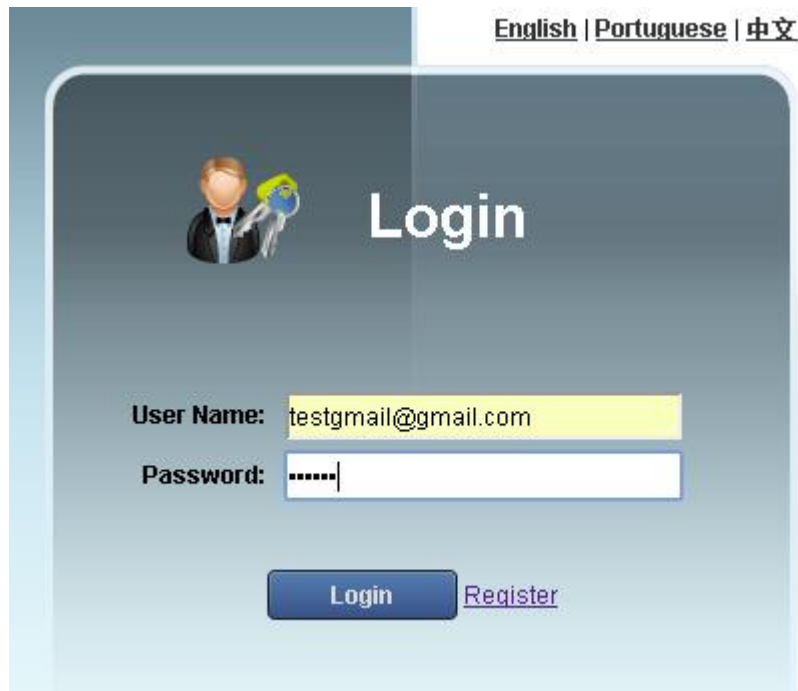 English | Portuguese | 中文
Login
User Name: testgmail@gmail.com
Password: ••••••
Login Register